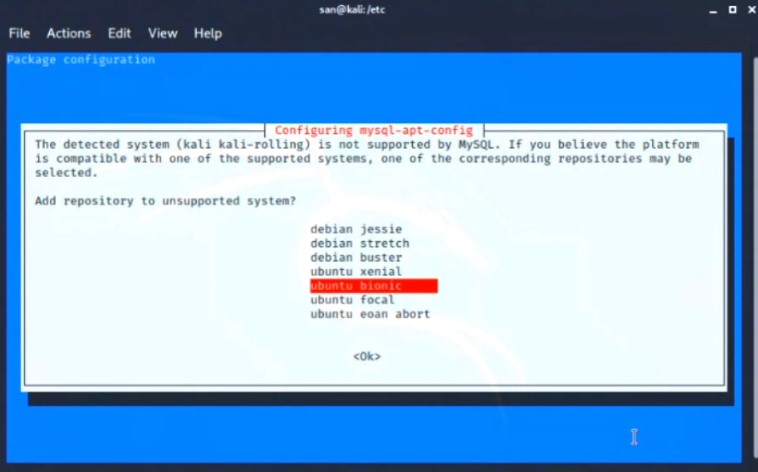 san@kali:/etc
File Actions Edit View Help
Package configuration
Configuring mysql-apt-config
The detected system (kali kali-rolling) is not supported by MySQL. If you believe the platform
is compatible with one of the supported systems, one of the corresponding repositories may be
selected.
Add repository to unsupported system?
debian jessie
debian stretch
debian buster
ubuntu xenial
ubuntu bionic
ubuntu focal
ubuntu eoan abort
<Ok>